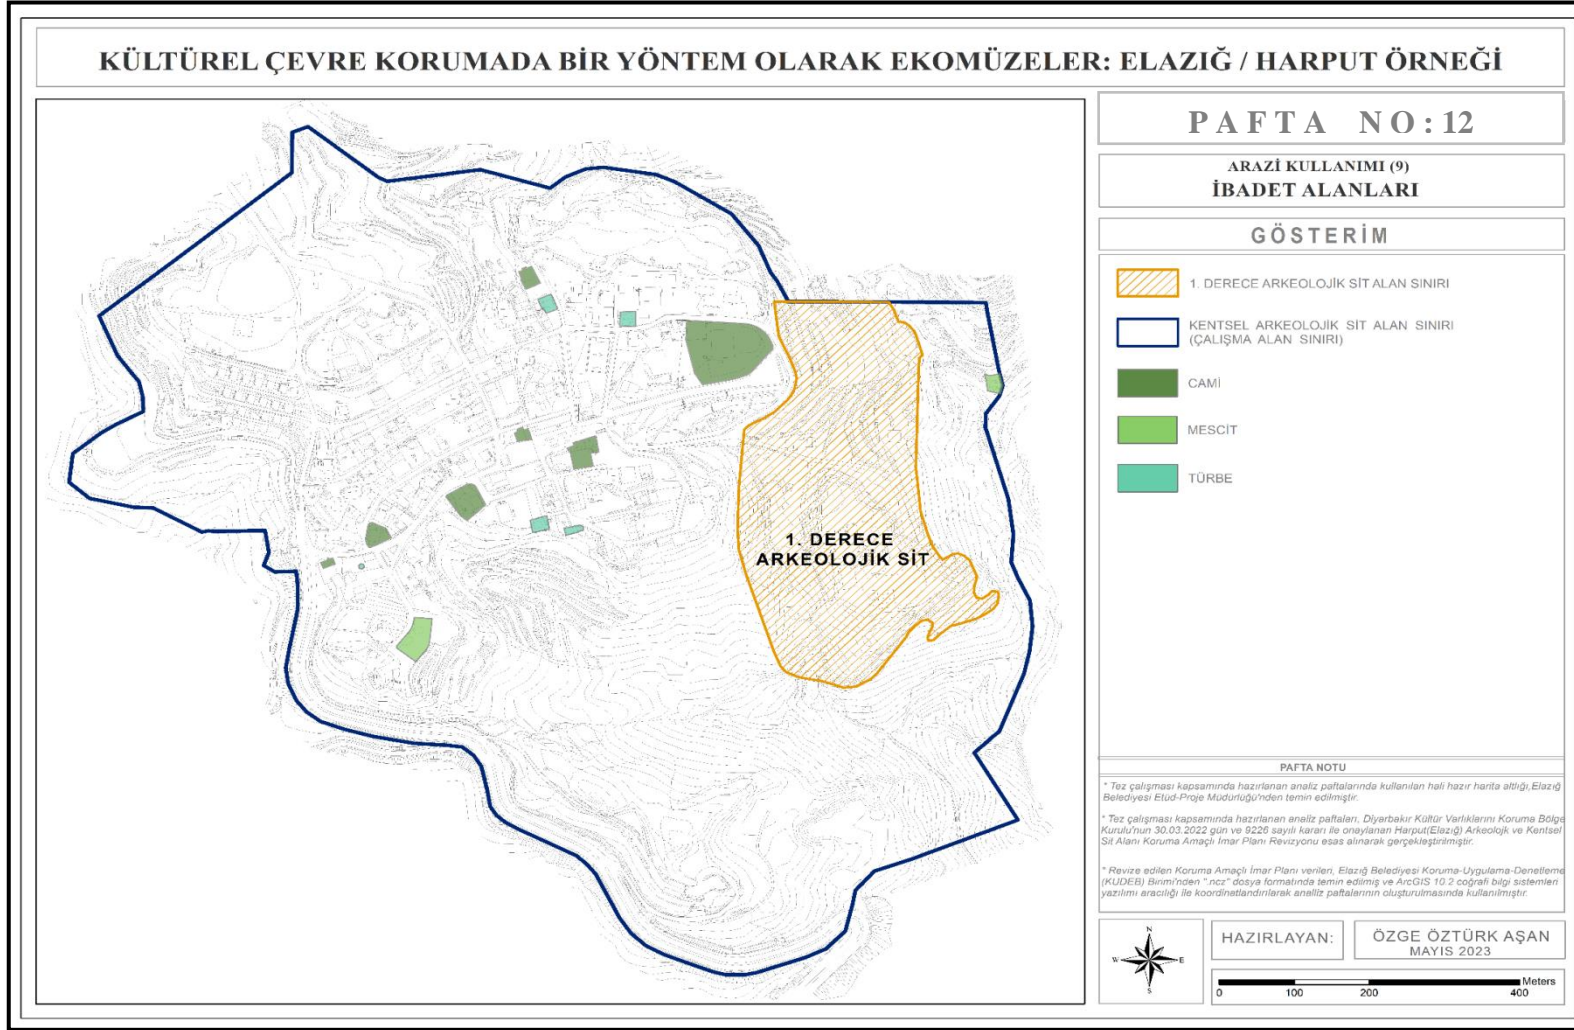 KÜLTÜREL ÇEVRE KORUMADA BİR YÖNTEM OLARAK EKOMÜZELER: ELAZIĞ / HARPUT ÖRNEĞİ
PAFTA NO: 12
ARAZİ KULLANIMI (9)
İBADET ALANLARI
GÖSTERİM
1. DERECE ARKEOLOJİK SİT ALAN SINIRI
KENTSEL ARKEOLOJİK SİT ALAN SINIRI
(ÇALIŞMA ALAN SINIRI)
CAMİ
MESCİT
TÜRBE
1. DERECE
ARKEOLOJİK SİT
PAFTA NOTU
* Tez çalışması kapsamında hazırlanan analiz paftalarında kullanılan hali hazır harita altlığı,Elazığ
Belediyesi Etüd-Proje Müdürlüğü'nden temin edilmiştir.
* Tez çalışması kapsamında hazırlanan analiz paftaları, Diyarbakır Kültür Varlıklarını Koruma Bölge
Kurulu'nun 30.03.2022 gün ve 9226 sayılı kararı ile onaylanan Harput(Elazığ) Arkeolojk ve Kentsel
Sit Alanı Koruma Amaçlı İmar Planı Revizyonu esas alınarak gerçekleştirilmiştir.
* Revize edilen Koruma Amaçlı İmar Planı verileri, Elazığ Belediyesi Koruma-Uygulama-Denetleme
(KUDEB) Birimi'nden ".ncz" dosya formatında temin edilmiş ve ArcGIS 10.2 coğrafi bilgi sistemleri
yazılımı aracılığı ile koordinatlandırılarak analiz paftalarının oluşturulmasında kullanılmıştır.
N
W E
S
HAZIRLAYAN:
ÖZGE ÖZTÜRK AŞAN
MAYIS 2023
Meters
0 100 200 400